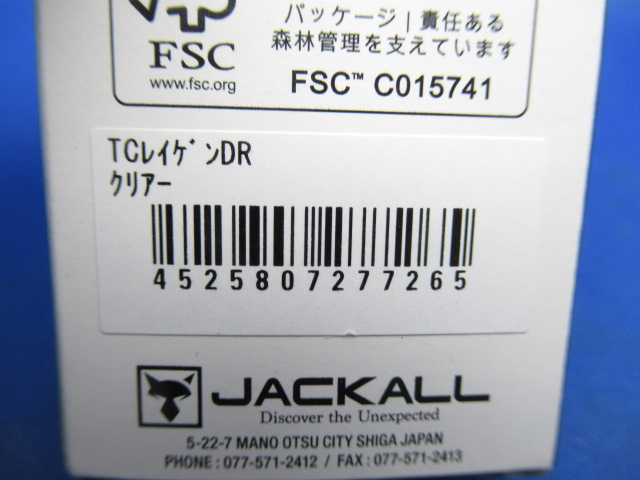 FSC
www.fsc.org
パッケージ | 責任ある
森林管理を支えています
FSC™ C015741
TCﾚｲｹﾞﾝDR
ｸﾘｱｰ
4525807277265
JACKALL
Discover the Unexpected
5-22-7 MANO OTSU CITY SHIGA JAPAN
PHONE : 077-571-2412 / FAX : 077-571-2413